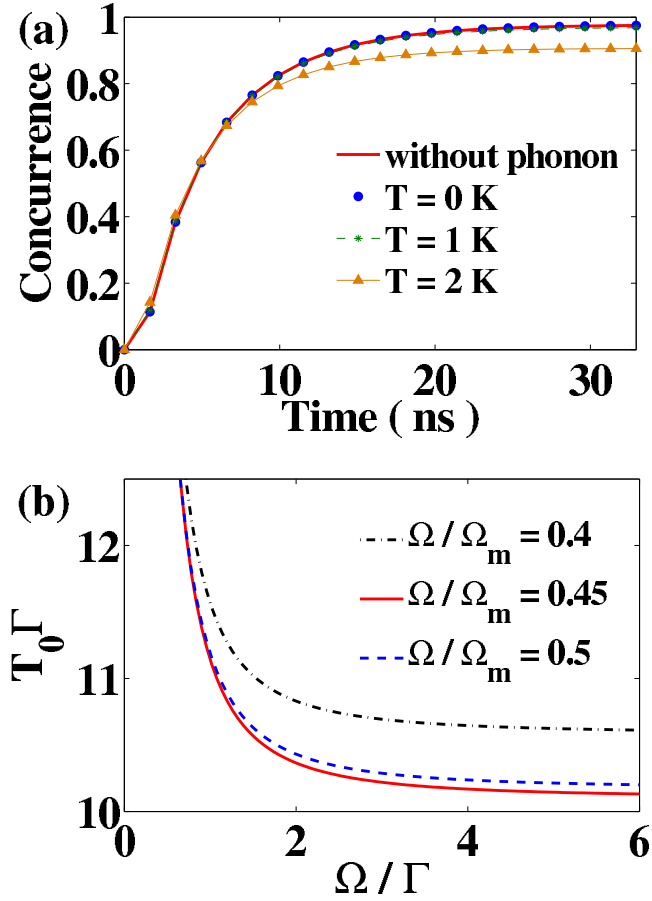 (a)
1
0.8
0.6
0.4
0.2
0
Concurrence
without phonon
T = 0 K
T = 1 K
T = 2 K
0 10 20 30
Time ( ns )
(b)
12
11
10
T0Γ
Ω / Ωm = 0.4
Ω / Ωm = 0.45
Ω / Ωm = 0.5
0 2 4 6
Ω / Γ